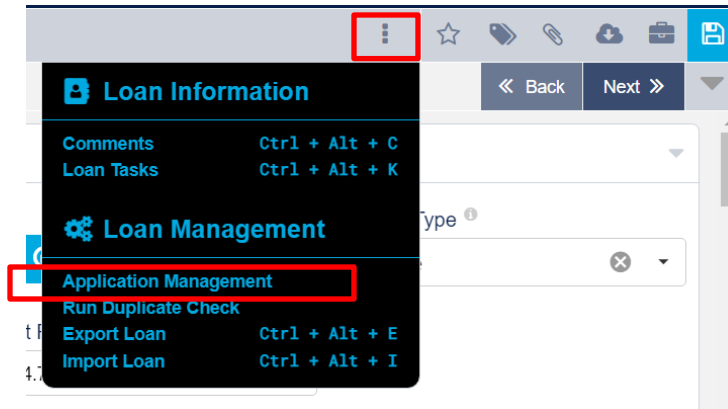 Loan Information
Back
Next
Comments Ctrl + Alt + C
Loan Tasks Ctrl + Alt + K
Loan Management
Type
Application Management
Run Duplicate Check
Export Loan Ctrl + Alt + E
Import Loan Ctrl + Alt + I